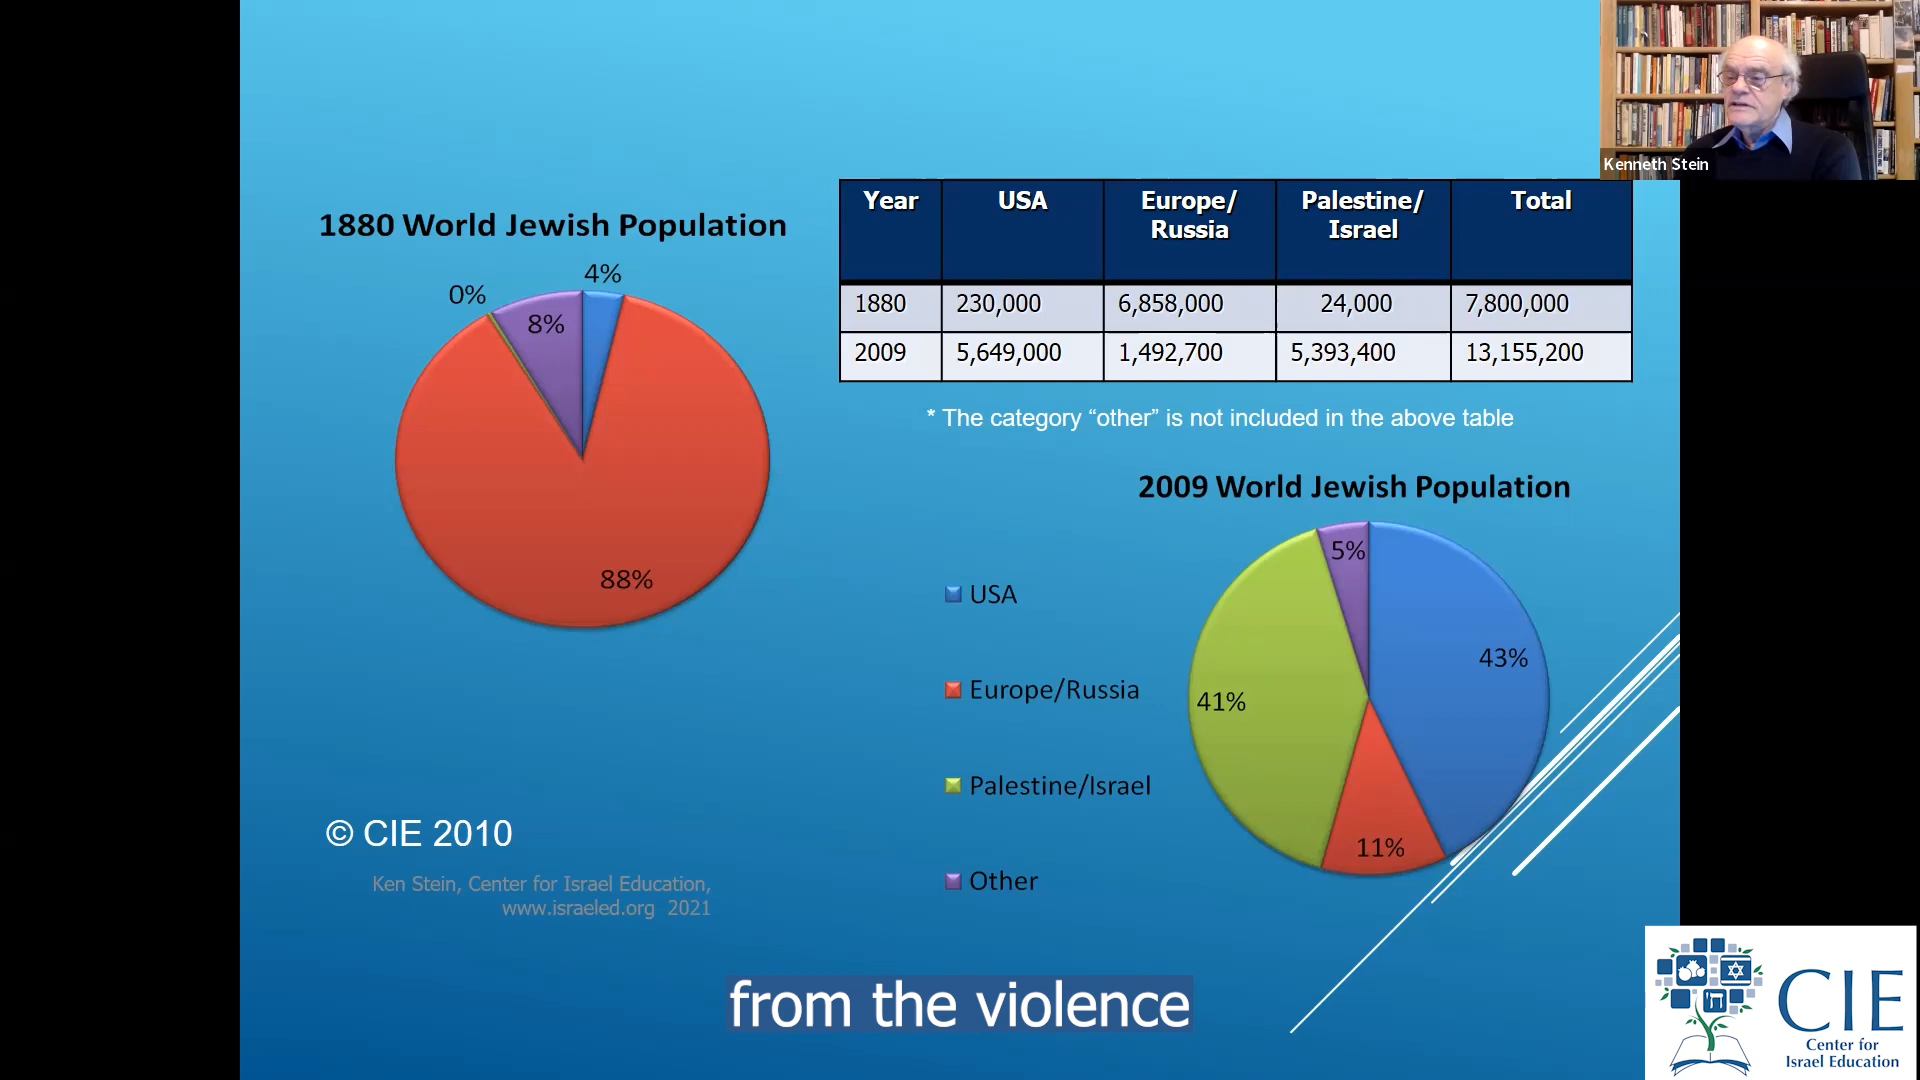 Kenneth Stein
1880 World Jewish Population
4%
0%
8%
88%
Year USA Europe/ Palestine/ Total
Russia Israel
1880 230,000 6,858,000 24,000 7,800,000
2009 5,649,000 1,492,700 5,393,400 13,155,200
* The category “other” is not included in the above table
2009 World Jewish Population
5%
43%
41%
11%
USA
Europe/Russia
Palestine/Israel
Other
© CIE 2010
Ken Stein, Center for Israel Education,
www.israeled.org 2021
from the violence
CIE
Center for
Israel Education